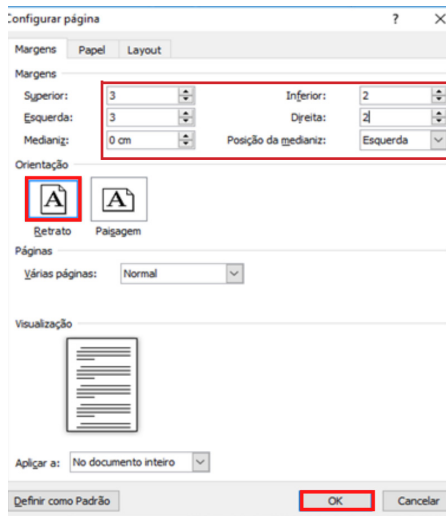 Configurar página ? X
Margens Papel Layout
Margens
Superior: 3 Inferior: 2
Esquerda: 3 Direita: 2
Medianiz: 0 cm Posição da medianiz: Esquerda
Orientação
A A
Retrato Paisagem
Páginas
Várias páginas: Normal
Visualização
Aplicar a: No documento inteiro
Definir como Padrão OK Cancelar